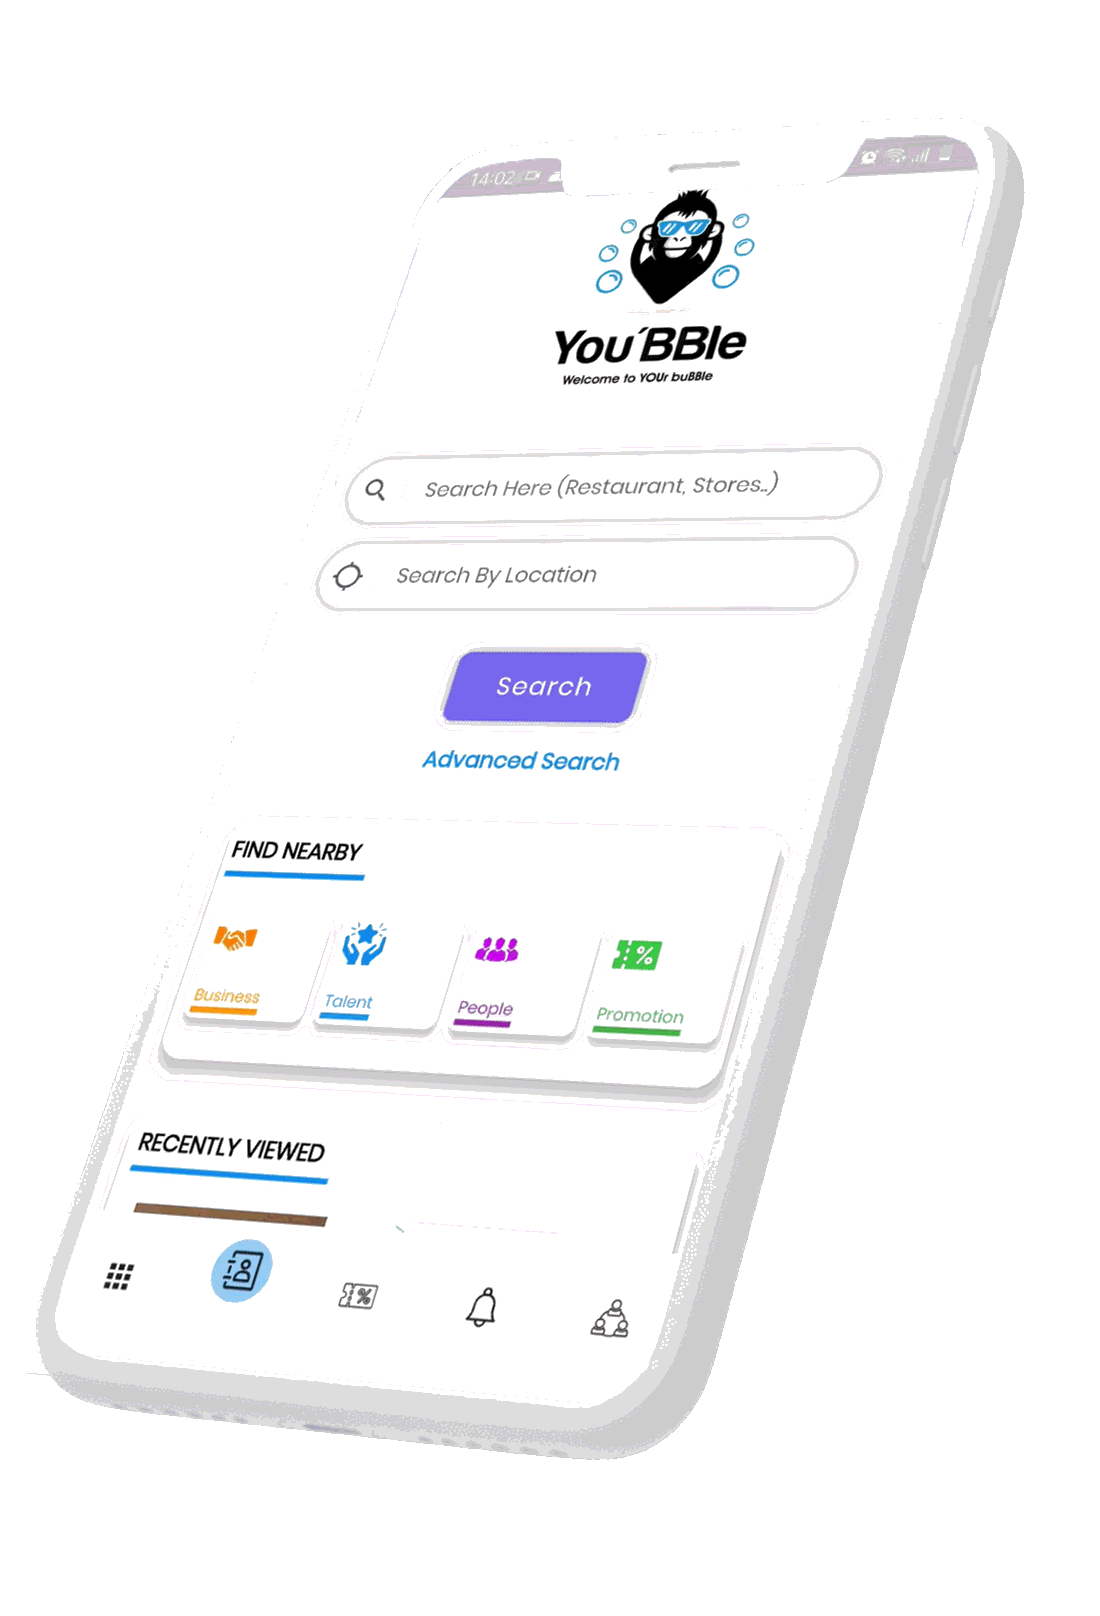 14:02
You´BBle
Welcome to YOUr buBBle
Search Here (Restaurant, Stores..)
Search By Location
Search
Advanced Search
FIND NEARBY
Business
Talent
People
Promotion
RECENTLY VIEWED